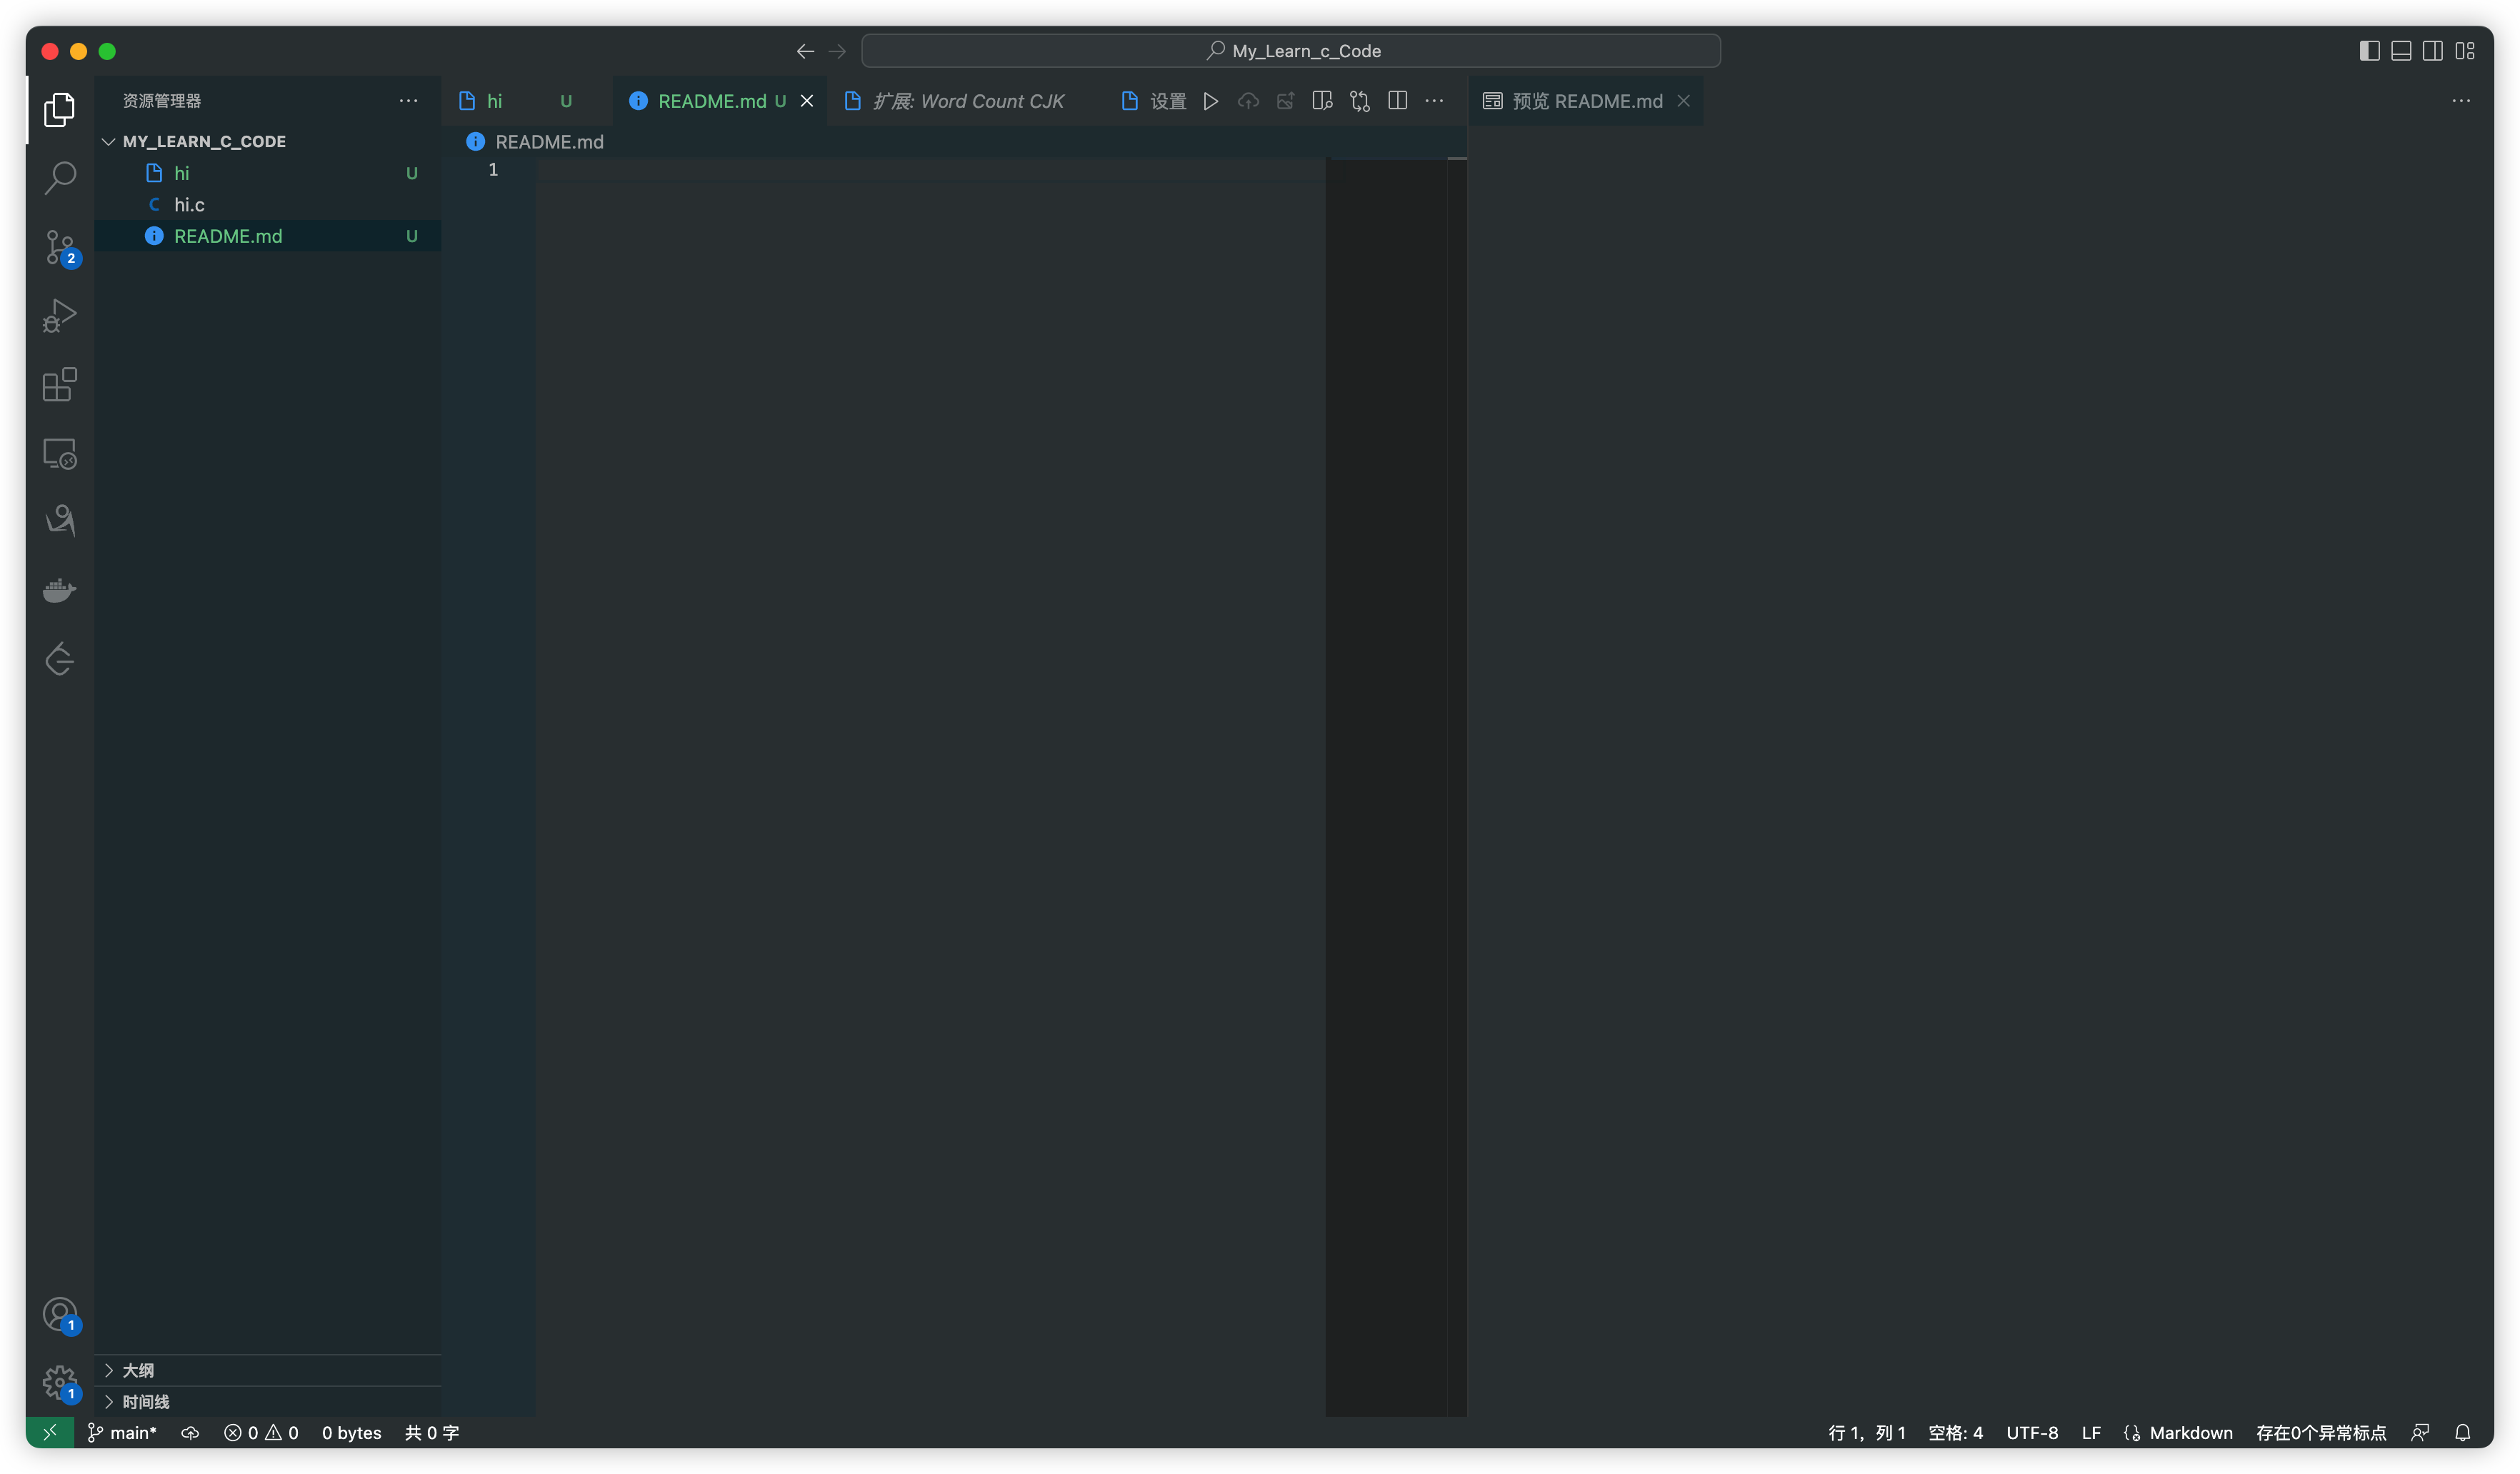 My_Learn_c_Code
资源管理器
hi U
README.md U
扩展: Word Count CJK
设置
预览 README.md
MY_LEARN_C_CODE
README.md
hi U
1
C hi.c
README.md U
2
1
大纲
1
时间线
main* 0 0 0 bytes 共 0 字
行 1，列 1 空格: 4 UTF-8 LF Markdown 存在0个异常标点